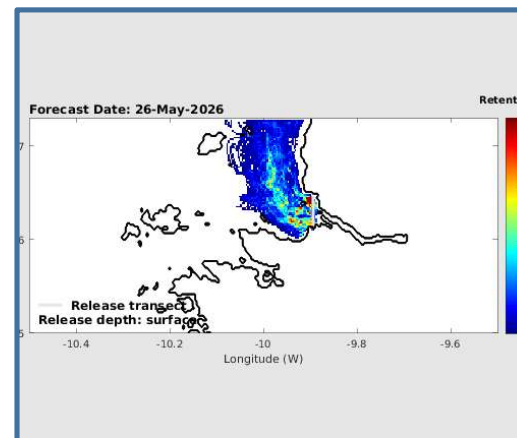 Retent
Forecast Date: 26-May-2026
7
6
Release transect
Release depth: surface
5
-10.4 -10.2 -10 -9.8 -9.6
Longitude (W)